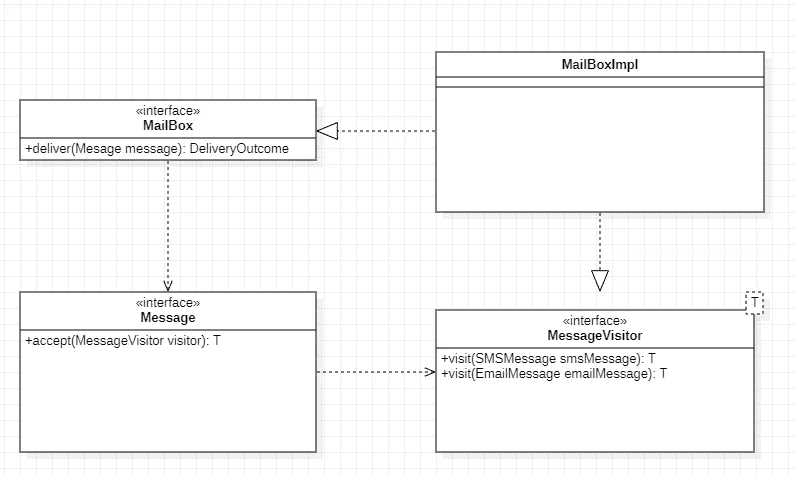 MailBoxImpl
«interface»
MailBox
+deliver(Mesage message): DeliveryOutcome
«interface»
Message
+accept(MessageVisitor visitor): T
T
«interface»
MessageVisitor
+visit(SMSMessage smsMessage): T
+visit(EmailMessage emailMessage): T